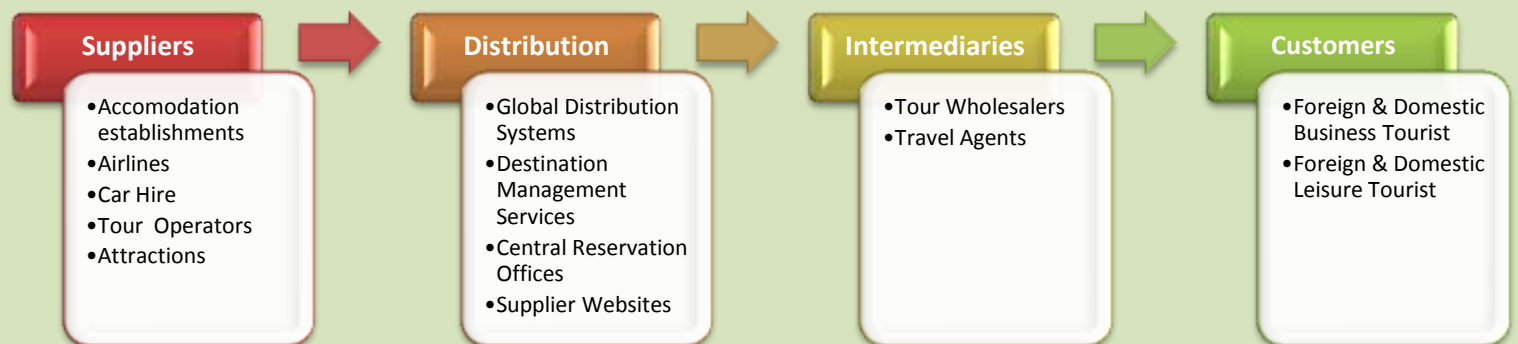 Suppliers
•Accomodation
establishments
•Airlines
•Car Hire
•Tour Operators
•Attractions
Distribution
•Global Distribution
Systems
•Destination
Management
Services
•Central Reservation
Offices
•Supplier Websites
Intermediaries
•Tour Wholesalers
•Travel Agents
Customers
•Foreign & Domestic
Business Tourist
•Foreign & Domestic
Leisure Tourist